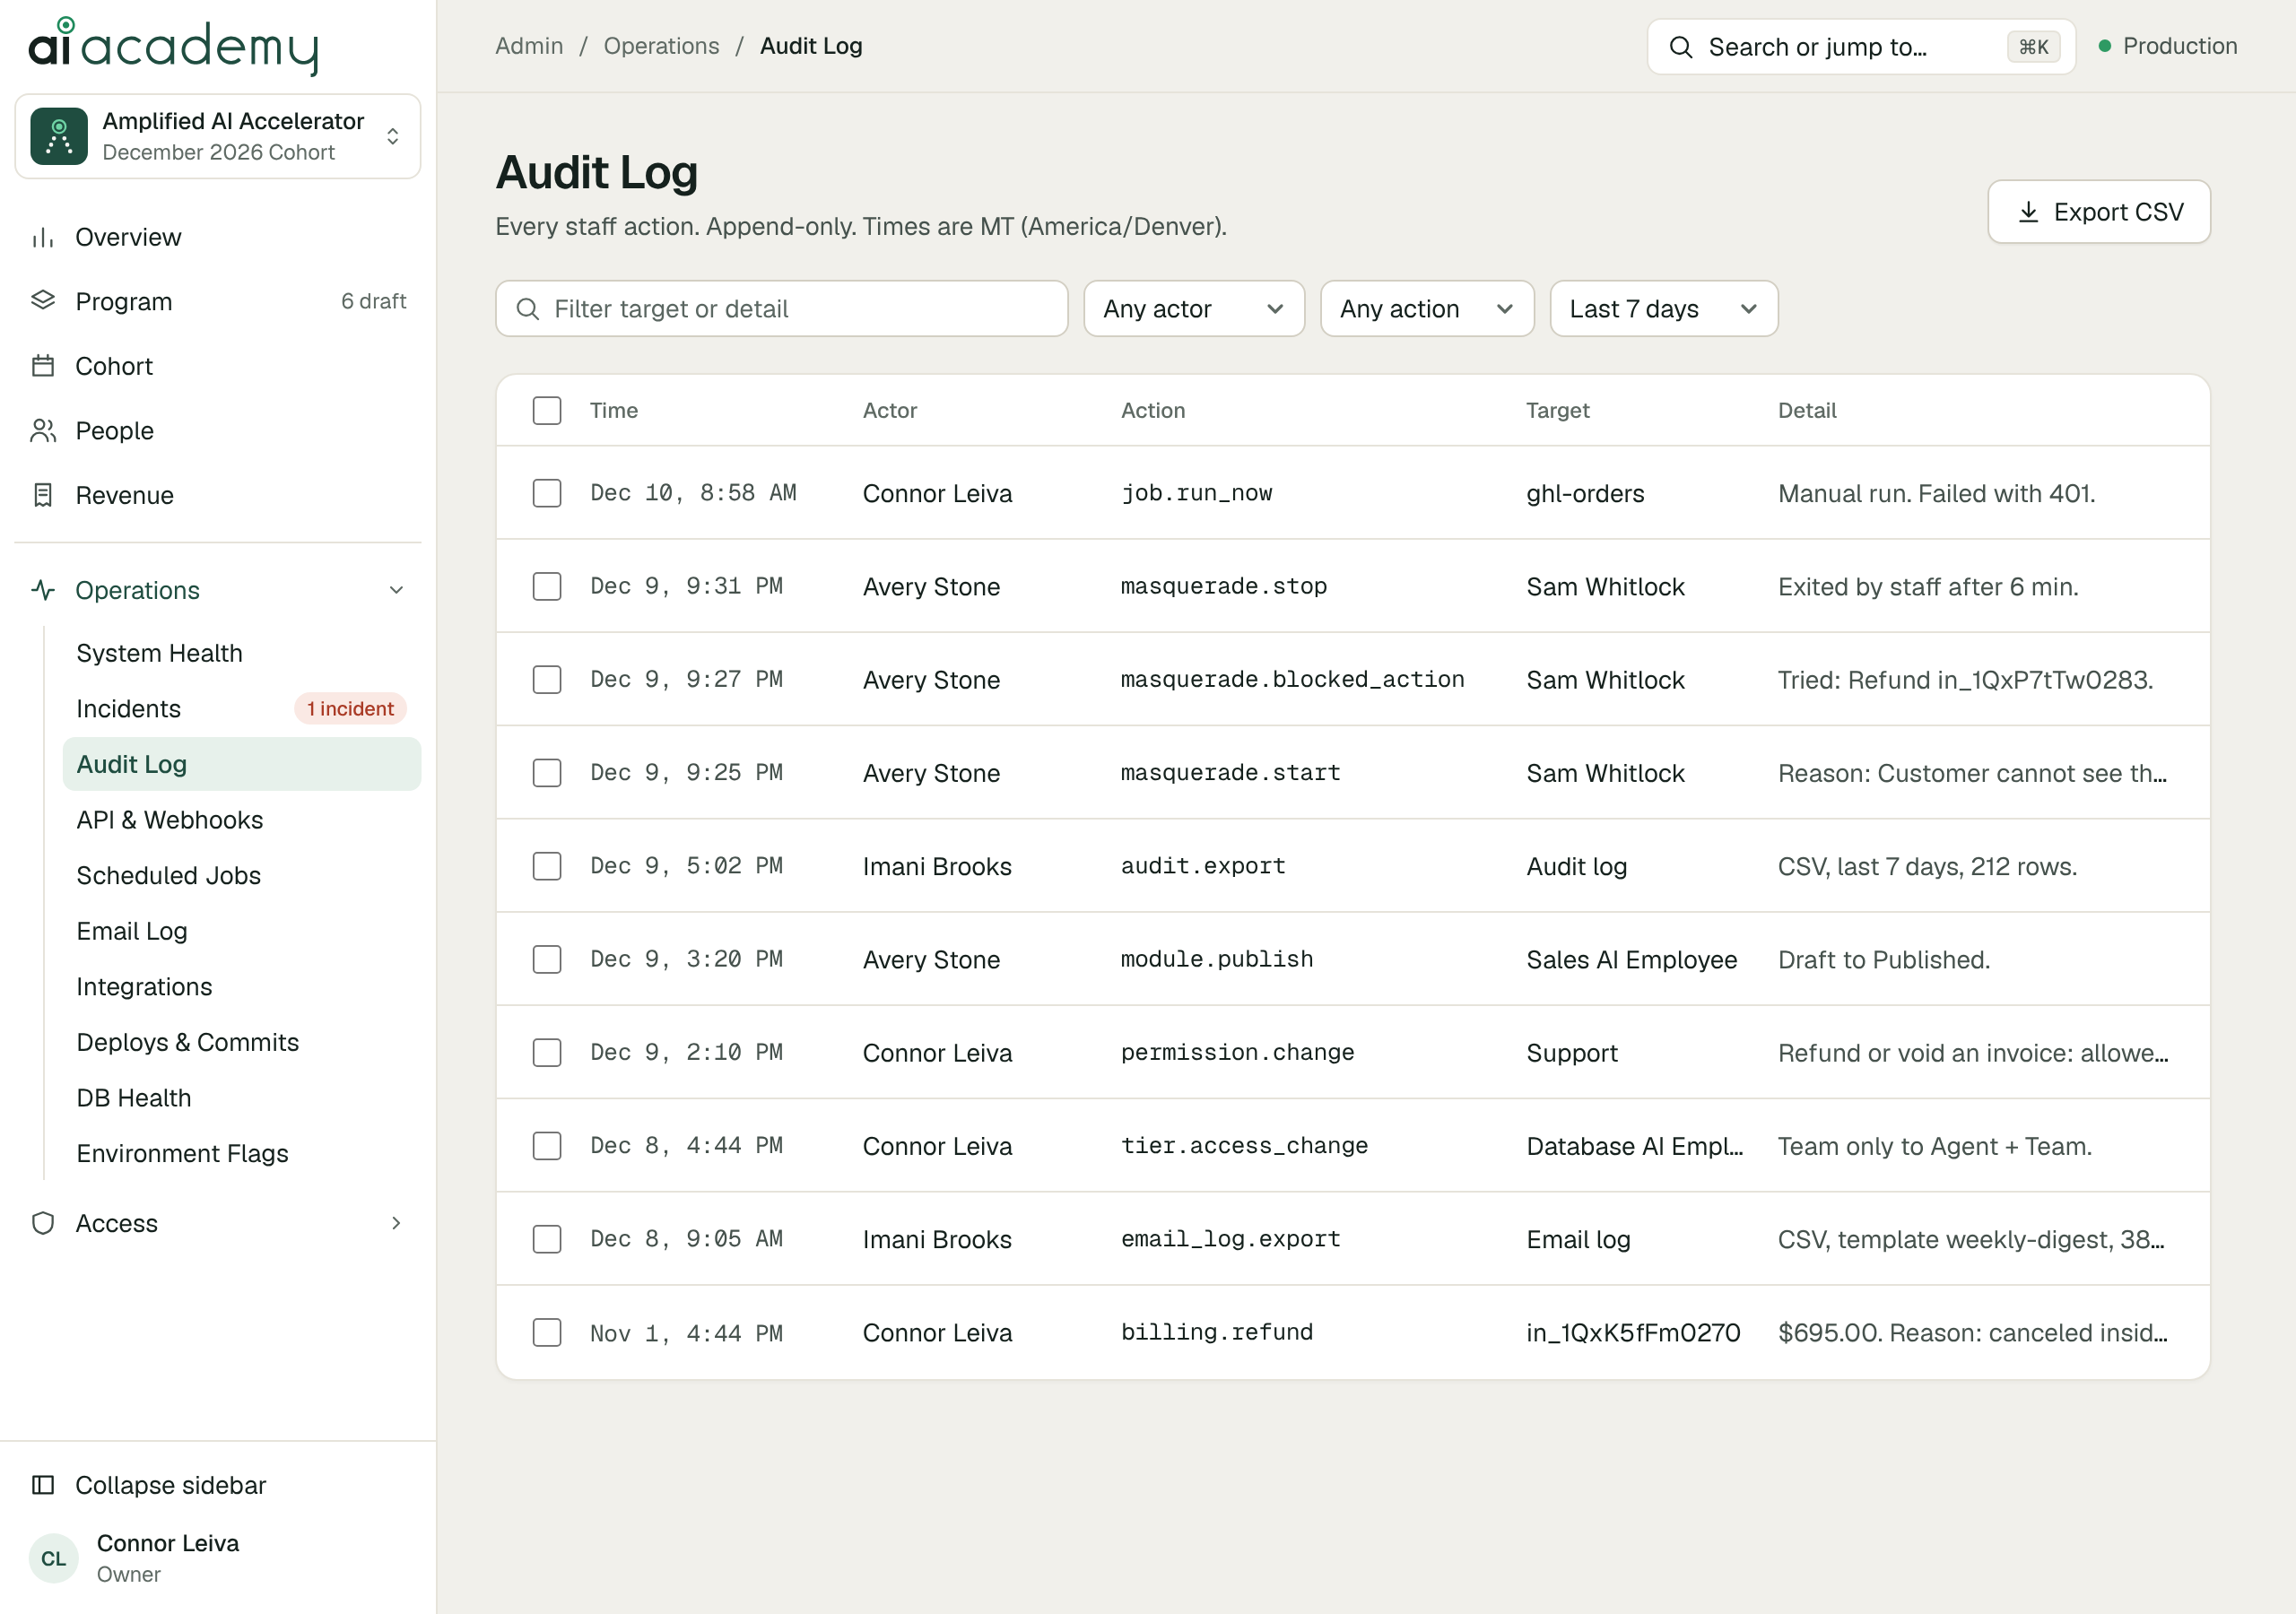 ai academy
Amplified AI Accelerator
December 2026 Cohort
Overview
Program 6 draft
Cohort
People
Revenue
Operations
System Health
Incidents 1 incident
Audit Log
API & Webhooks
Scheduled Jobs
Email Log
Integrations
Deploys & Commits
DB Health
Environment Flags
Access
Collapse sidebar
CL
Connor Leiva
Owner
Admin / Operations / Audit Log
Search or jump to... ⌘K
Production
Audit Log
Every staff action. Append-only. Times are MT (America/Denver).
Export CSV
Filter target or detail
Any actor
Any action
Last 7 days
Time Actor Action Target Detail
Dec 10, 8:58 AM Connor Leiva job.run_now ghl-orders Manual run. Failed with 401.
Dec 9, 9:31 PM Avery Stone masquerade.stop Sam Whitlock Exited by staff after 6 min.
Dec 9, 9:27 PM Avery Stone masquerade.blocked_action Sam Whitlock Tried: Refund in_1QxP7tTw0283.
Dec 9, 9:25 PM Avery Stone masquerade.start Sam Whitlock Reason: Customer cannot see th...
Dec 9, 5:02 PM Imani Brooks audit.export Audit log CSV, last 7 days, 212 rows.
Dec 9, 3:20 PM Avery Stone module.publish Sales AI Employee Draft to Published.
Dec 9, 2:10 PM Connor Leiva permission.change Support Refund or void an invoice: allowe...
Dec 8, 4:44 PM Connor Leiva tier.access_change Database AI Empl... Team only to Agent + Team.
Dec 8, 9:05 AM Imani Brooks email_log.export Email log CSV, template weekly-digest, 38...
Nov 1, 4:44 PM Connor Leiva billing.refund in_1QxK5fFm0270 $695.00. Reason: canceled insid...